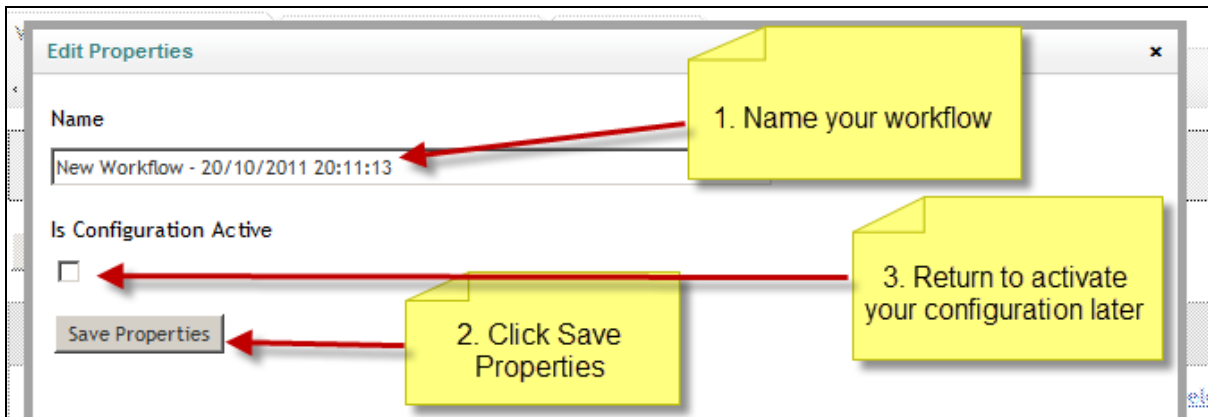 Edit Properties
x
Name
1. Name your workflow
New Workflow - 20/10/2011 20:11:13
Is Configuration Active
3. Return to activate
your configuration later
Save Properties
2. Click Save
Properties